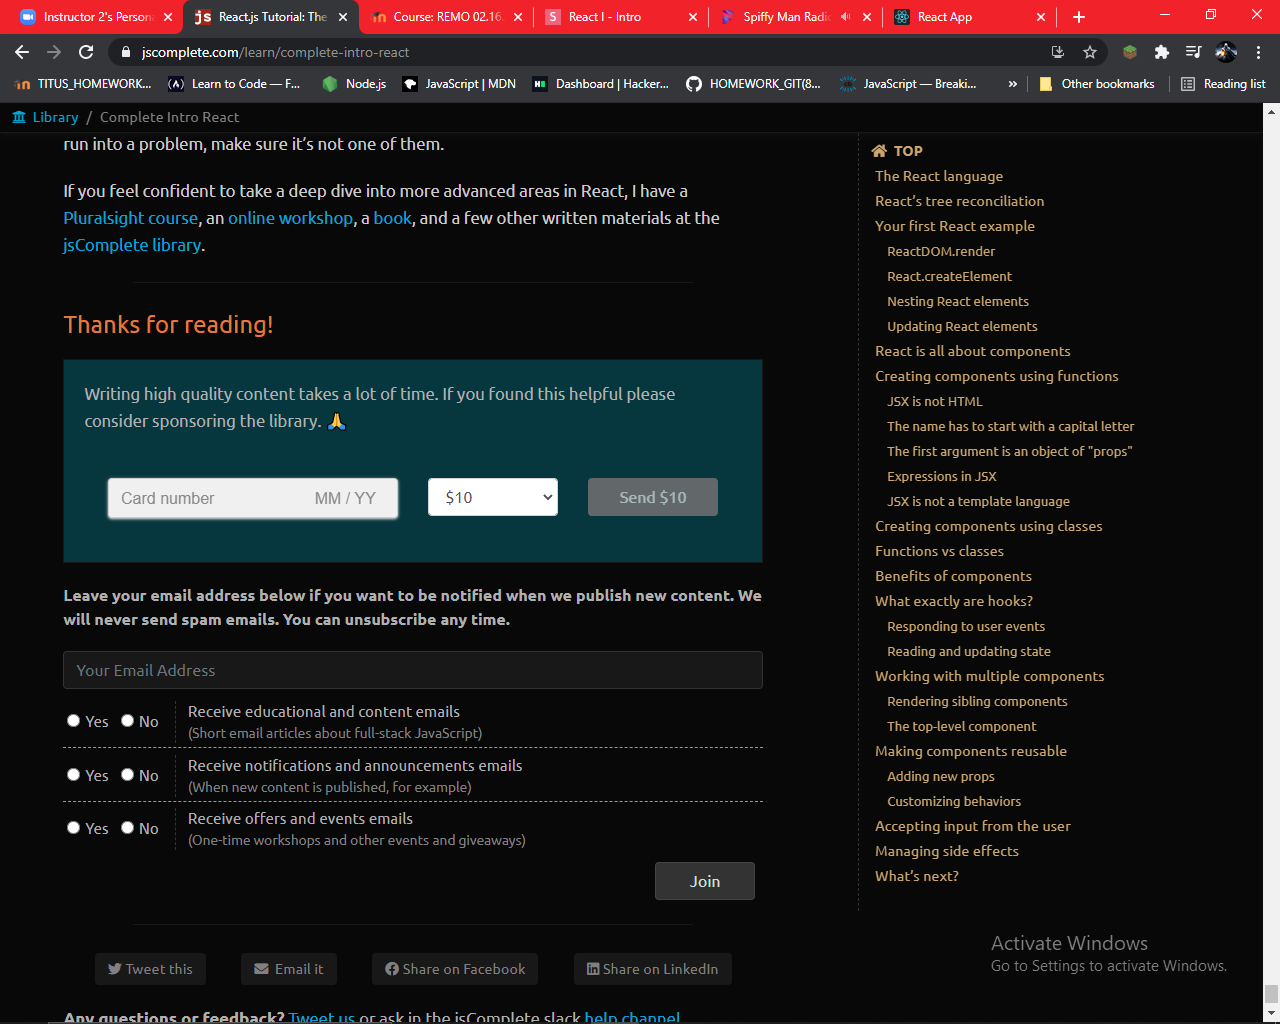 Instructor 2's Persona
React.js Tutorial: The
Course: REMO 02.16.
React I - Intro
Spiffy Man Radio
React App
jscomplete.com/learn/complete-intro-react
TITUS_HOMEWORK...
Learn to Code — F...
Node.js
JavaScript | MDN
Dashboard | Hacker...
HOMEWORK_GIT(8...
JavaScript — Breaki...
»
Other bookmarks
Reading list
Library / Complete Intro React
run into a problem, make sure it's not one of them.
If you feel confident to take a deep dive into more advanced areas in React, I have a
Pluralsight course, an online workshop, a book, and a few other written materials at the
jsComplete library.
Thanks for reading!
Writing high quality content takes a lot of time. If you found this helpful please
consider sponsoring the library. 🙏
Card number MM / YY
$10
Send $10
Leave your email address below if you want to be notified when we publish new content. We
will never send spam emails. You can unsubscribe any time.
Your Email Address
Yes No Receive educational and content emails
(Short email articles about full-stack JavaScript)
Yes No Receive notifications and announcements emails
(When new content is published, for example)
Yes No Receive offers and events emails
(One-time workshops and other events and giveaways)
Join
Tweet this
Email it
Share on Facebook
Share on LinkedIn
Any questions or feedback? Tweet us or ask in the jsComplete slack help channel
TOP
The React language
React's tree reconciliation
Your first React example
ReactDOM.render
React.createElement
Nesting React elements
Updating React elements
React is all about components
Creating components using functions
JSX is not HTML
The name has to start with a capital letter
The first argument is an object of "props"
Expressions in JSX
JSX is not a template language
Creating components using classes
Functions vs classes
Benefits of components
What exactly are hooks?
Responding to user events
Reading and updating state
Working with multiple components
Rendering sibling components
The top-level component
Making components reusable
Adding new props
Customizing behaviors
Accepting input from the user
Managing side effects
What's next?
Activate Windows
Go to Settings to activate Windows.